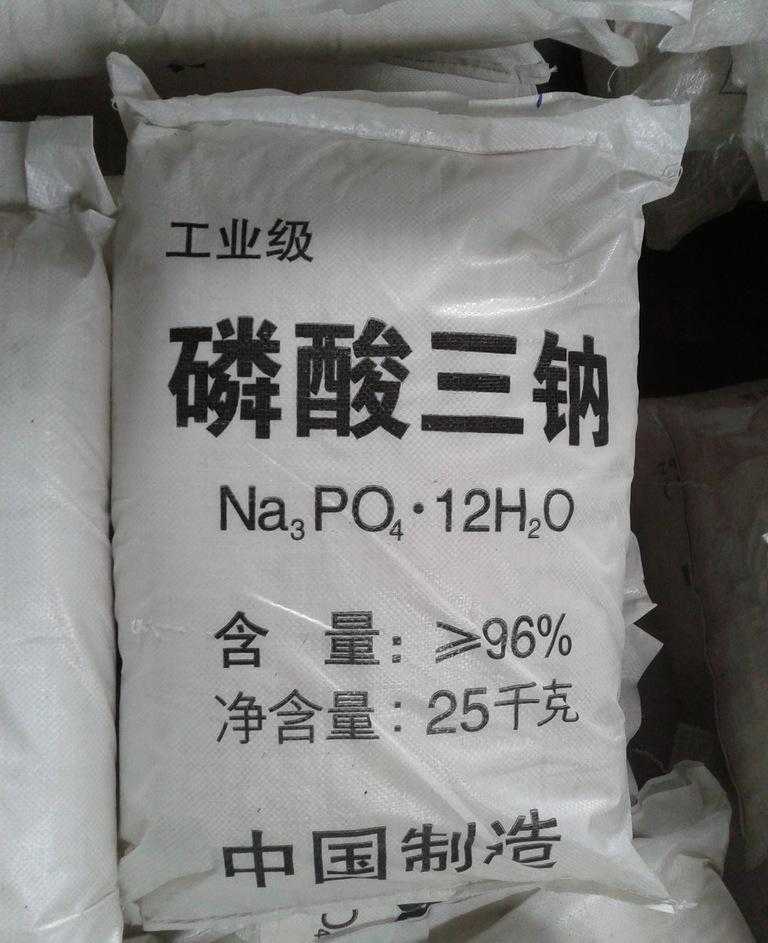 工业级
磷酸三钠
Na₃PO₄·12H₂O
含 量：≥96%
净含量：25千克
中国制造